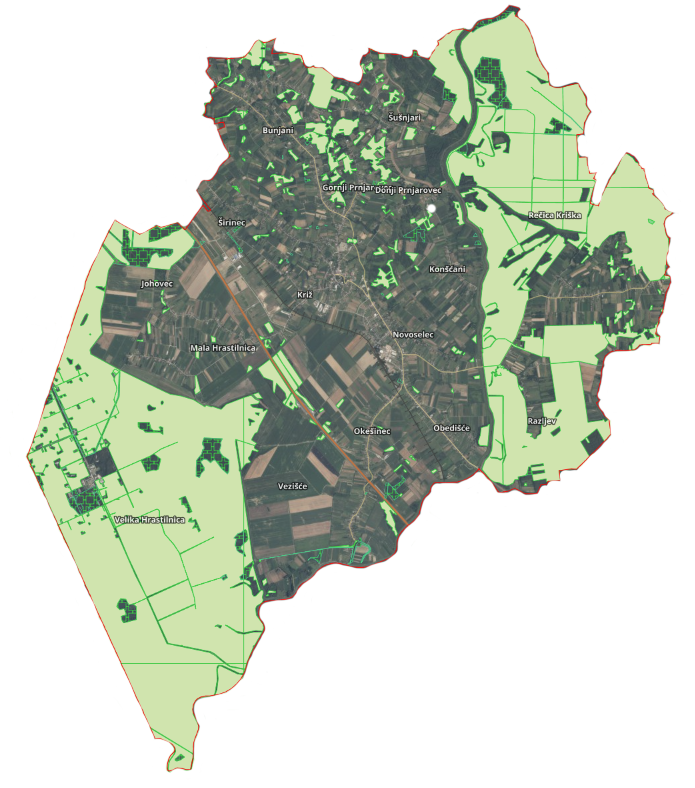 Šušnjari
Bunjani
Gornji Prnjarovec
Donji Prnjarovec
Rečica Kriška
Širinec
Konšćani
Johovec
Križ
Novoselec
Mala Hrastilnica
Razljev
Obedišće
Okešinec
Vezišće
Velika Hrastilnica